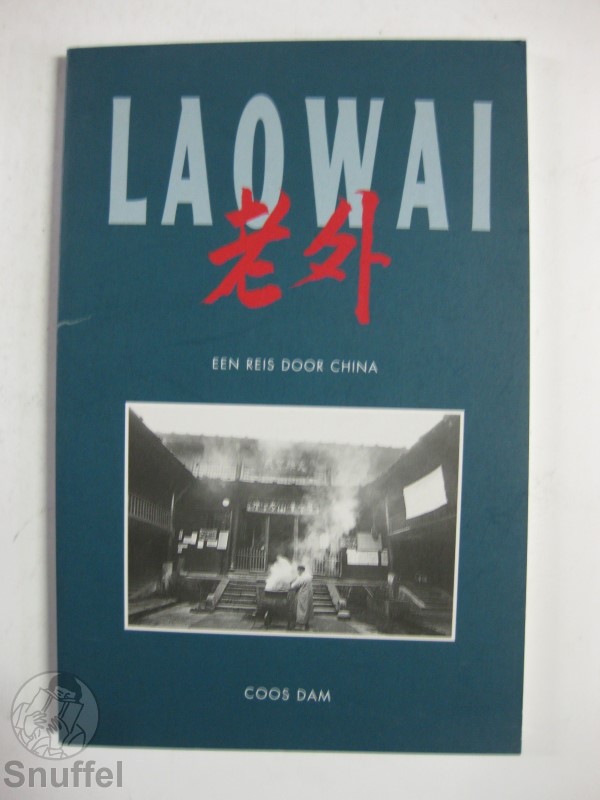 LAOWAI
老外
EEN REIS DOOR CHINA
COOS DAM
Snuffel